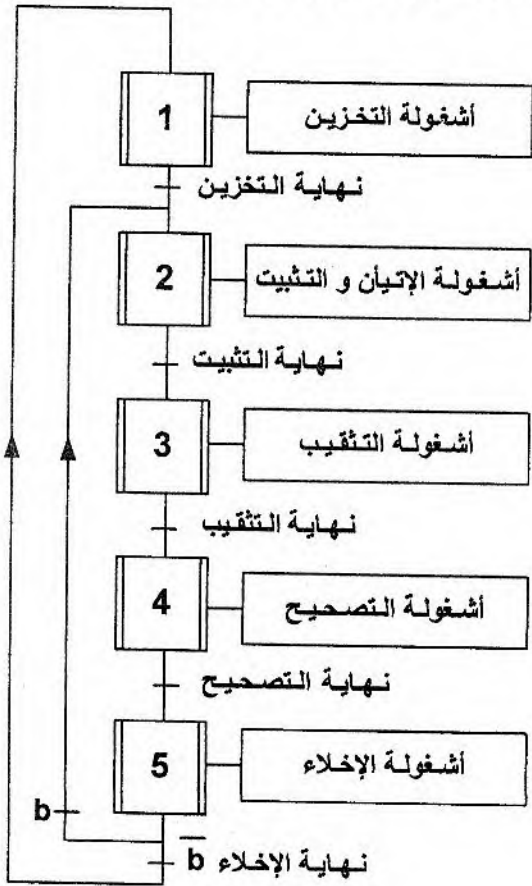 1 أشغولة التخزين
نهاية التخزين
2 أشغولة الإتيأن و التثبيت
نهاية التثبيت
3 أشغولة التثقيب
نهاية التثقيب
4 أشغولة التصحيح
نهاية التصحيح
5 أشغولة الإخلاء
b
b̅ نهاية الإخلاء